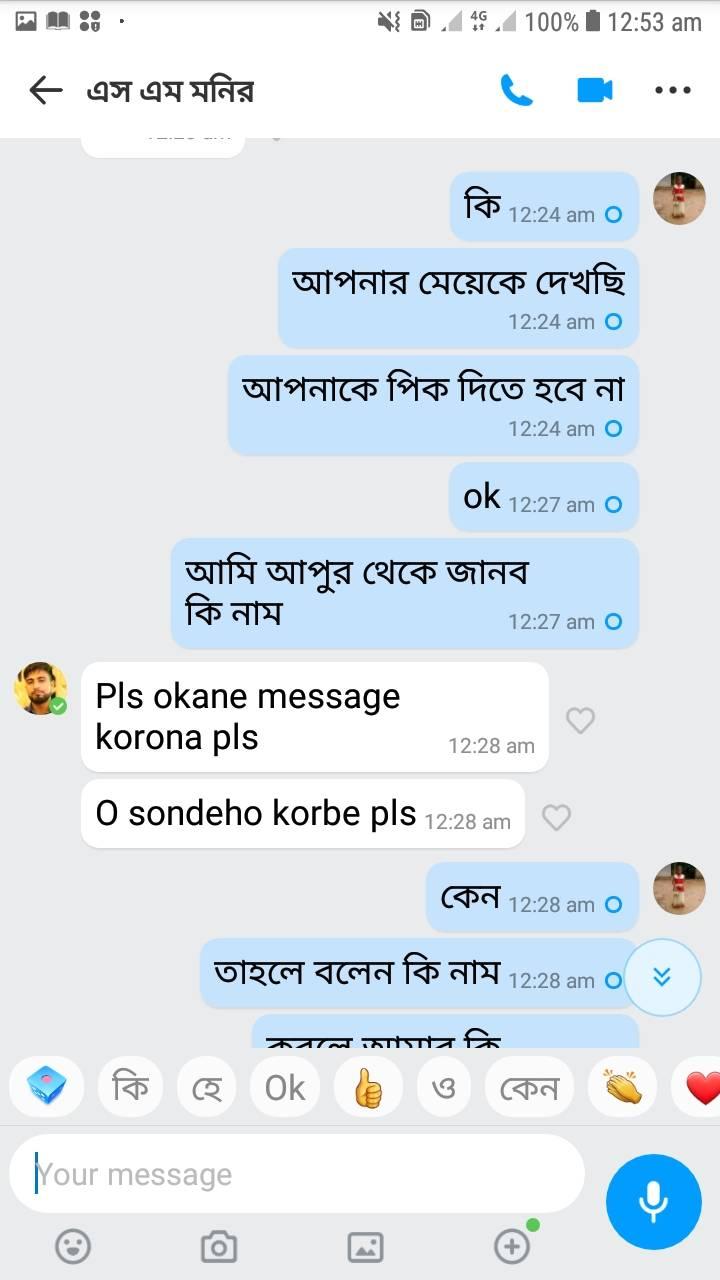 4G 100% 12:53 am
এস এম মনির
কি 12:24 am
আপনার মেয়েকে দেখছি
12:24 am
আপনাকে পিক দিতে হবে না
12:24 am
ok 12:27 am
আমি আপুর থেকে জানব
কি নাম 12:27 am
Pls okane message
korona pls 12:28 am
O sondeho korbe pls 12:28 am
কেন 12:28 am
তাহলে বলেন কি নাম 12:28 am
কি হে Ok ও কেন
Your message